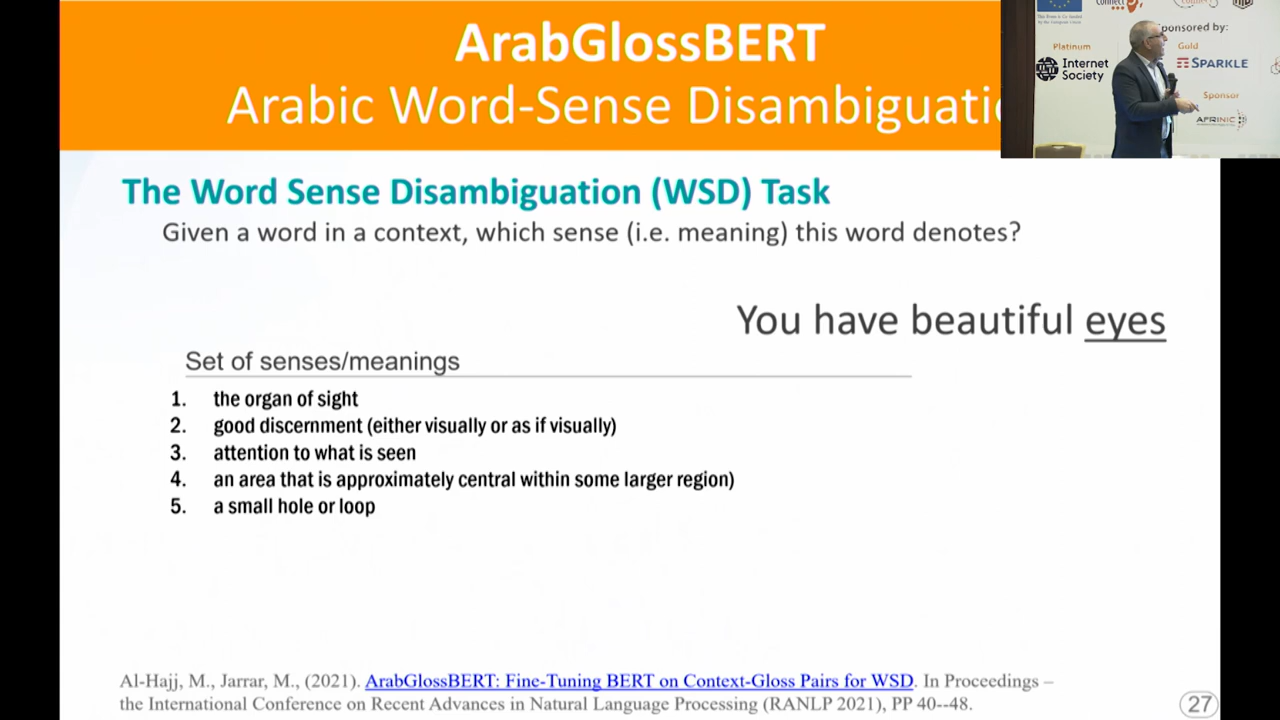 ArabGlossBERT
Arabic Word-Sense Disambiguatio
The Word Sense Disambiguation (WSD) Task
Given a word in a context, which sense (i.e. meaning) this word denotes?
You have beautiful eyes
Set of senses/meanings
1. the organ of sight
2. good discernment (either visually or as if visually)
3. attention to what is seen
4. an area that is approximately central within some larger region)
5. a small hole or loop
Al-Hajj, M., Jarrar, M., (2021). ArabGlossBERT: Fine-Tuning BERT on Context-Gloss Pairs for WSD. In Proceedings –
the International Conference on Recent Advances in Natural Language Processing (RANLP 2021), PP 40--48.
27
ponsored by:
Platinum
Gold
Internet
Society
SPARKLE
Sponsor
AFRINIC